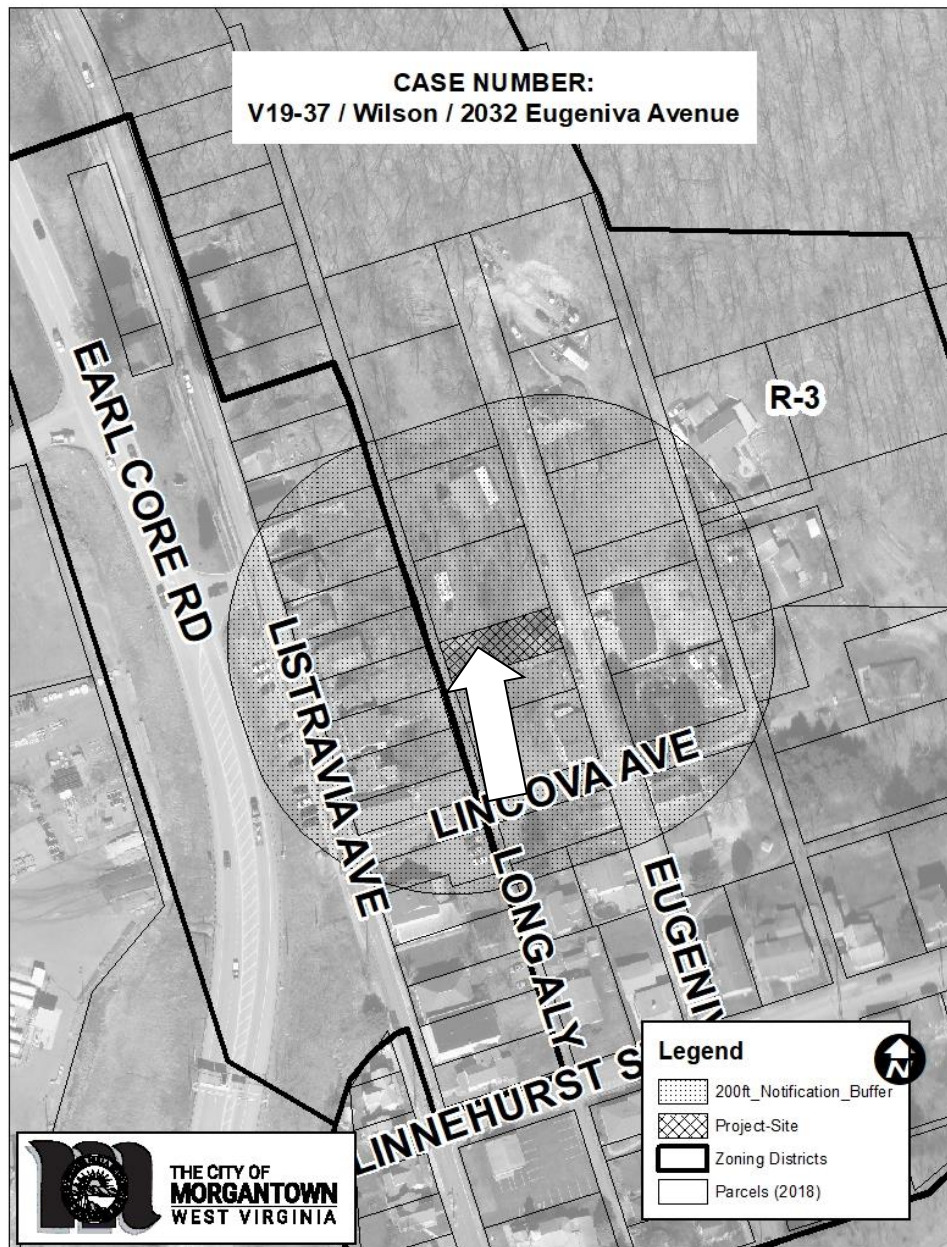 CASE NUMBER:
V19-37 / Wilson / 2032 Eugeniva Avenue
EARL CORE RD
R-3
LISTRAVIA AVE
LINCOVA AVE
LONG ALY
EUGENIV
LINNEHURST S
Legend
N
200ft_Notification_Buffer
Project-Site
Zoning Districts
Parcels (2018)
THE CITY OF
MORGANTOWN
WEST VIRGINIA